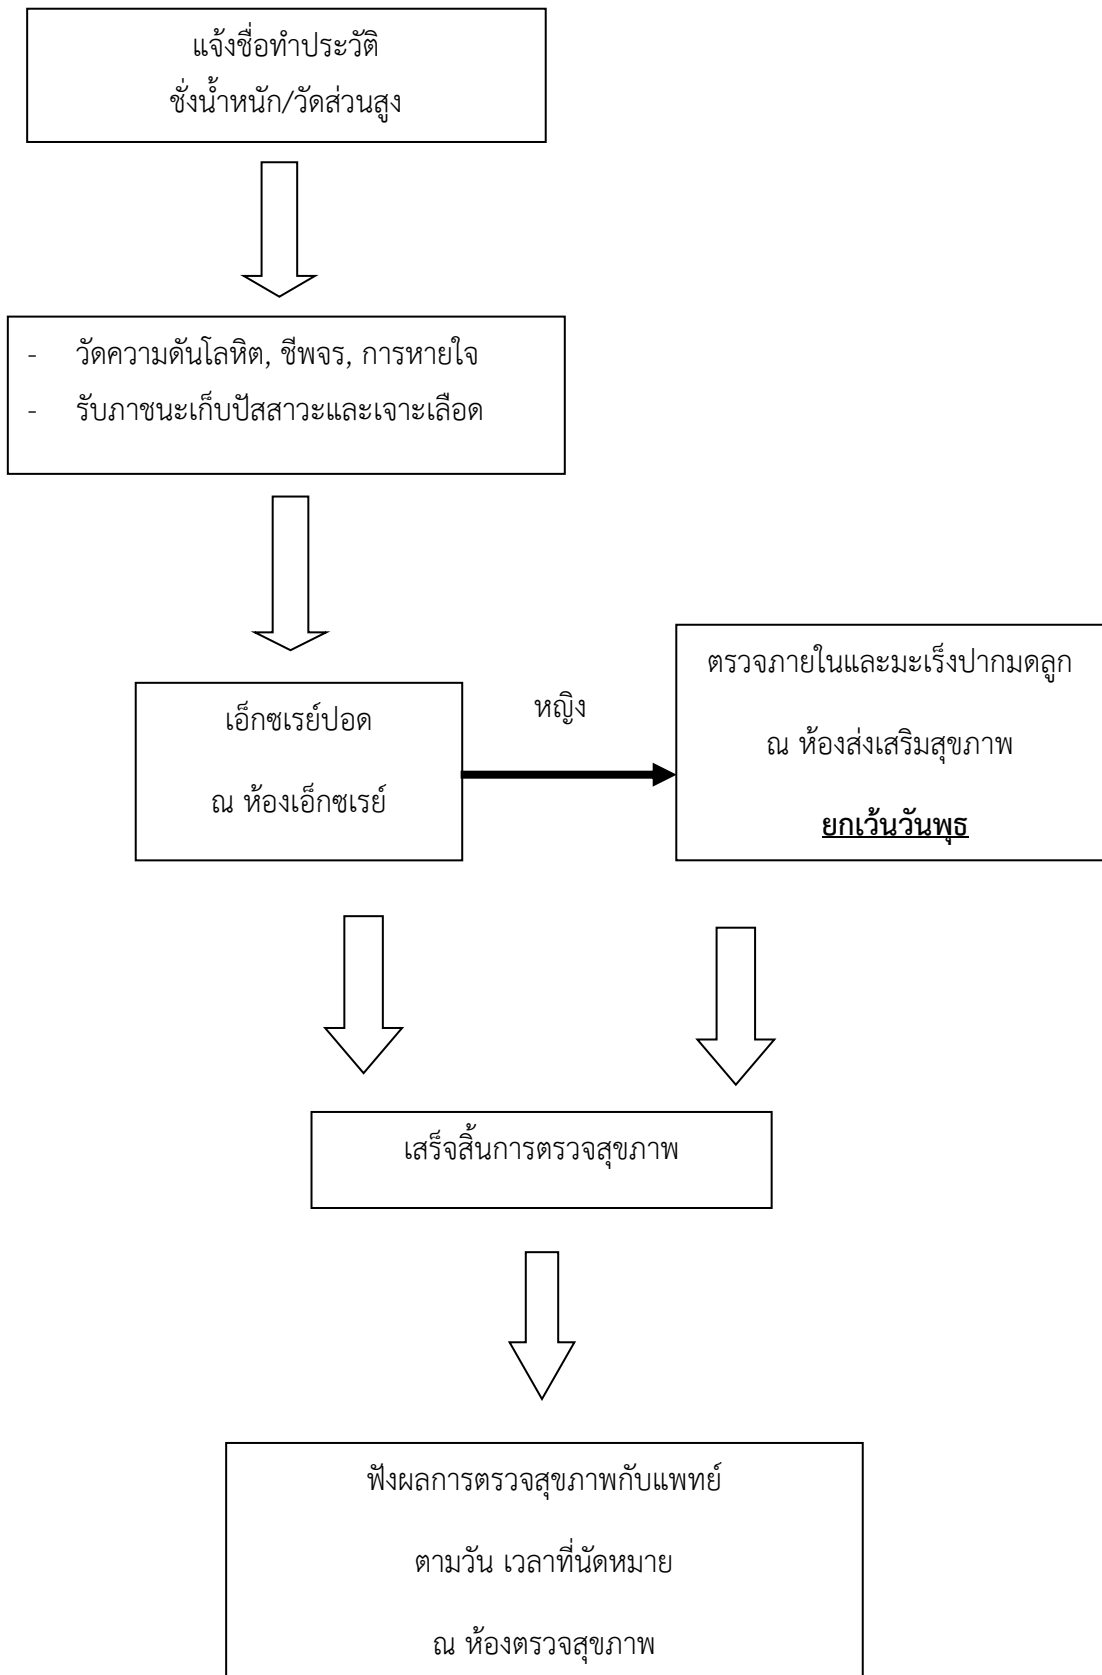 แจ้งชื่อทำประวัติ
ชั่งน้ำหนัก/วัดส่วนสูง
- วัดความดันโลหิต, ชีพจร, การหายใจ
- รับภาชนะเก็บปัสสาวะและเจาะเลือด
เอ็กซเรย์ปอด
ณ ห้องเอ็กซเรย์
หญิง
ตรวจภายในและมะเร็งปากมดลูก
ณ ห้องส่งเสริมสุขภาพ
ยกเว้นวันพุธ
เสร็จสิ้นการตรวจสุขภาพ
ฟังผลการตรวจสุขภาพกับแพทย์
ตามวัน เวลาที่นัดหมาย
ณ ห้องตรวจสุขภาพ